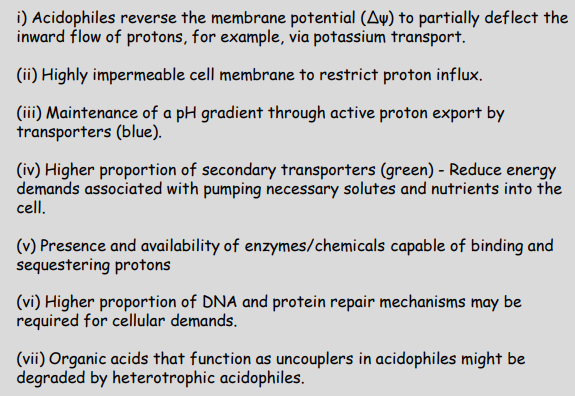 i) Acidophiles reverse the membrane potential (Δψ) to partially deflect the
inward flow of protons, for example, via potassium transport.
(ii) Highly impermeable cell membrane to restrict proton influx.
(iii) Maintenance of a pH gradient through active proton export by
transporters (blue).
(iv) Higher proportion of secondary transporters (green) - Reduce energy
demands associated with pumping necessary solutes and nutrients into the
cell.
(v) Presence and availability of enzymes/chemicals capable of binding and
sequestering protons
(vi) Higher proportion of DNA and protein repair mechanisms may be
required for cellular demands.
(vii) Organic acids that function as uncouplers in acidophiles might be
degraded by heterotrophic acidophiles.